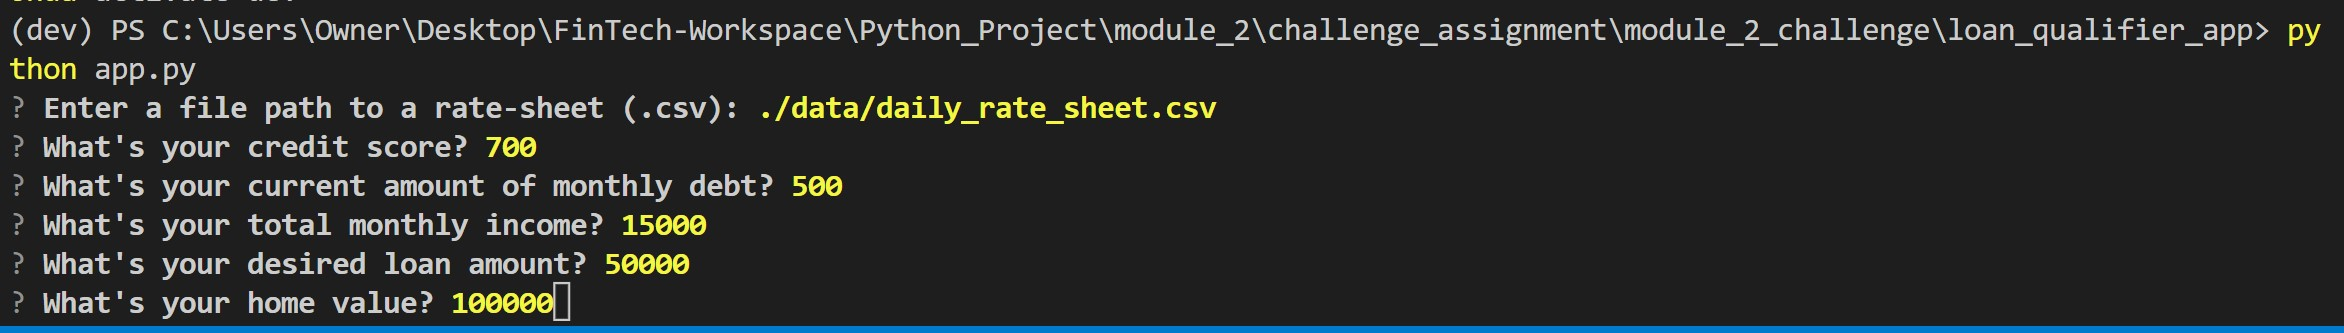 (dev) PS C:\Users\Owner\Desktop\FinTech-Workspace\Python_Project\module_2\challenge_assignment\module_2_challenge\loan_qualifier_app> py
thon app.py
? Enter a file path to a rate-sheet (.csv): ./data/daily_rate_sheet.csv
? What's your credit score? 700
? What's your current amount of monthly debt? 500
? What's your total monthly income? 15000
? What's your desired loan amount? 50000
? What's your home value? 100000